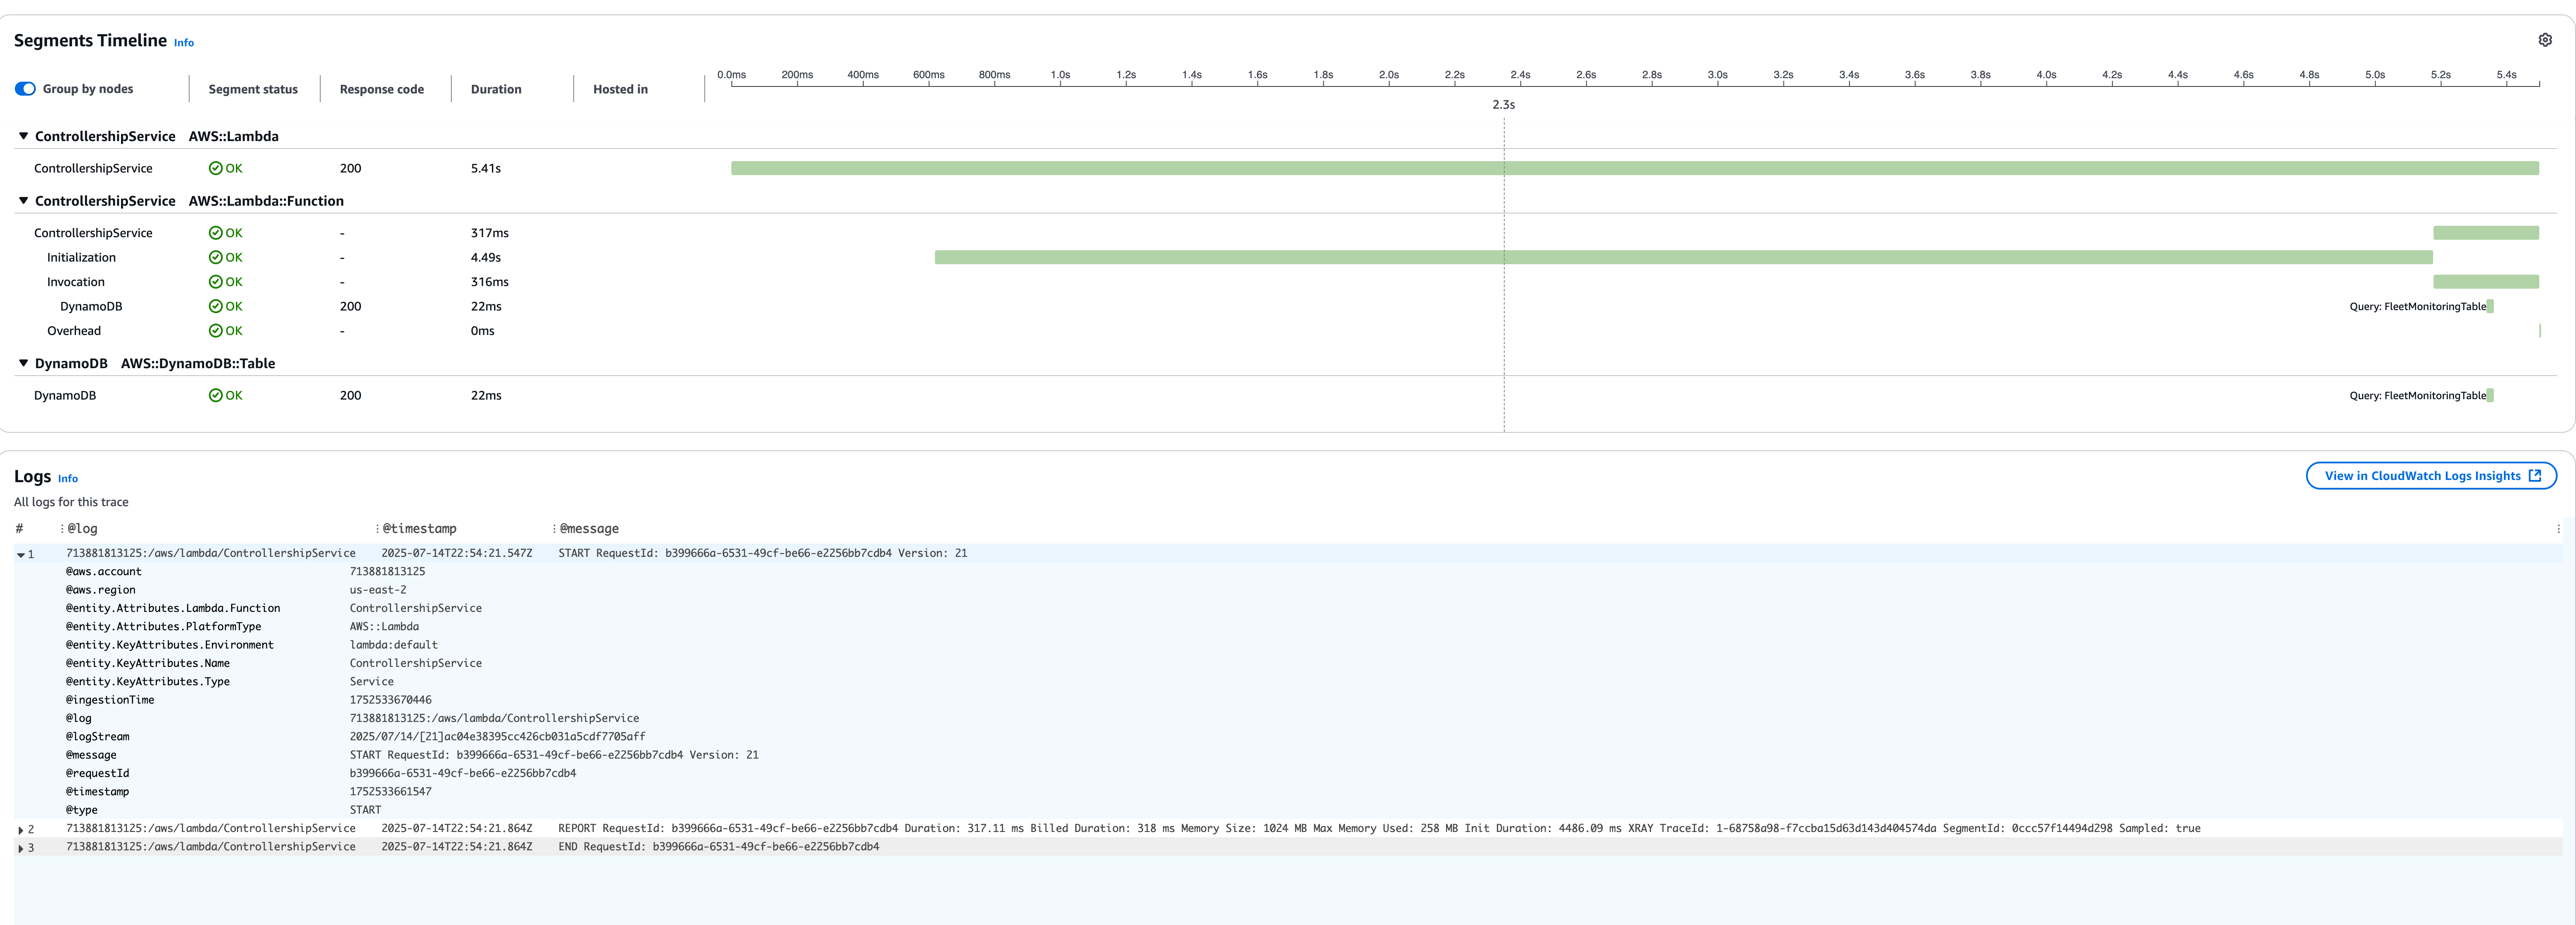 Segments Timeline Info
Group by nodes Segment status Response code Duration Hosted in 0.0ms 200ms 400ms 600ms 800ms 1.0s 1.2s 1.4s 1.6s 1.8s 2.0s 2.2s 2.4s 2.6s 2.8s 3.0s 3.2s 3.4s 3.6s 3.8s 4.0s 4.2s 4.4s 4.6s 4.8s 5.0s 5.2s 5.4s
2.3s
ControllershipService AWS::Lambda
ControllershipService OK 200 5.41s
ControllershipService AWS::Lambda::Function
ControllershipService OK - 317ms
Initialization OK - 4.49s
Invocation OK - 316ms
DynamoDB OK 200 22ms Query: FleetMonitoringTable
Overhead OK - 0ms
DynamoDB AWS::DynamoDB::Table
DynamoDB OK 200 22ms Query: FleetMonitoringTable
Logs Info
View in CloudWatch Logs Insights
All logs for this trace
# @log @timestamp @message
1 713881813125:/aws/lambda/ControllershipService 2025-07-14T22:54:21.547Z START RequestId: b399666a-6531-49cf-be66-e2256bb7cdb4 Version: 21
@aws.account 713881813125
@aws.region us-east-2
@entity.Attributes.Lambda.Function ControllershipService
@entity.Attributes.PlatformType AWS::Lambda
@entity.KeyAttributes.Environment lambda:default
@entity.KeyAttributes.Name ControllershipService
@entity.KeyAttributes.Type Service
@ingestionTime 1752533670446
@log 713881813125:/aws/lambda/ControllershipService
@logStream 2025/07/14/[21]ac04e38395cc426cb031a5cdf7705aff
@message START RequestId: b399666a-6531-49cf-be66-e2256bb7cdb4 Version: 21
@requestId b399666a-6531-49cf-be66-e2256bb7cdb4
@timestamp 1752533661547
@type START
2 713881813125:/aws/lambda/ControllershipService 2025-07-14T22:54:21.864Z REPORT RequestId: b399666a-6531-49cf-be66-e2256bb7cdb4 Duration: 317.11 ms Billed Duration: 318 ms Memory Size: 1024 MB Max Memory Used: 258 MB Init Duration: 4486.09 ms XRAY TraceId: 1-68758a98-f7ccba15d63d143d404574da SegmentId: 0ccc57f14494d298 Sampled: true
3 713881813125:/aws/lambda/ControllershipService 2025-07-14T22:54:21.864Z END RequestId: b399666a-6531-49cf-be66-e2256bb7cdb4